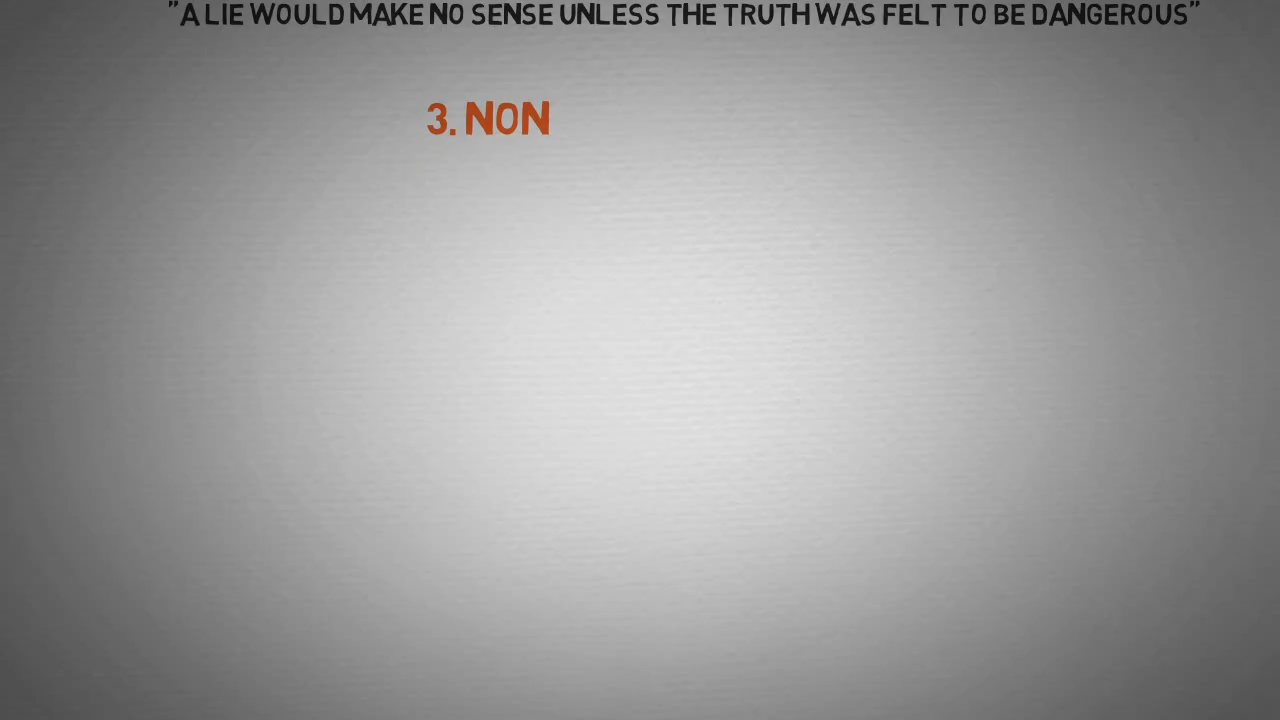 "A LIE WOULD MAKE NO SENSE UNLESS THE TRUTH WAS FELT TO BE DANGEROUS"
3. NON